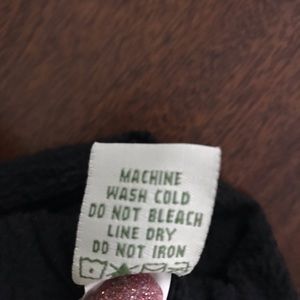 MACHINE
WASH COLD
DO NOT BLEACH
LINE DRY
DO NOT IRON